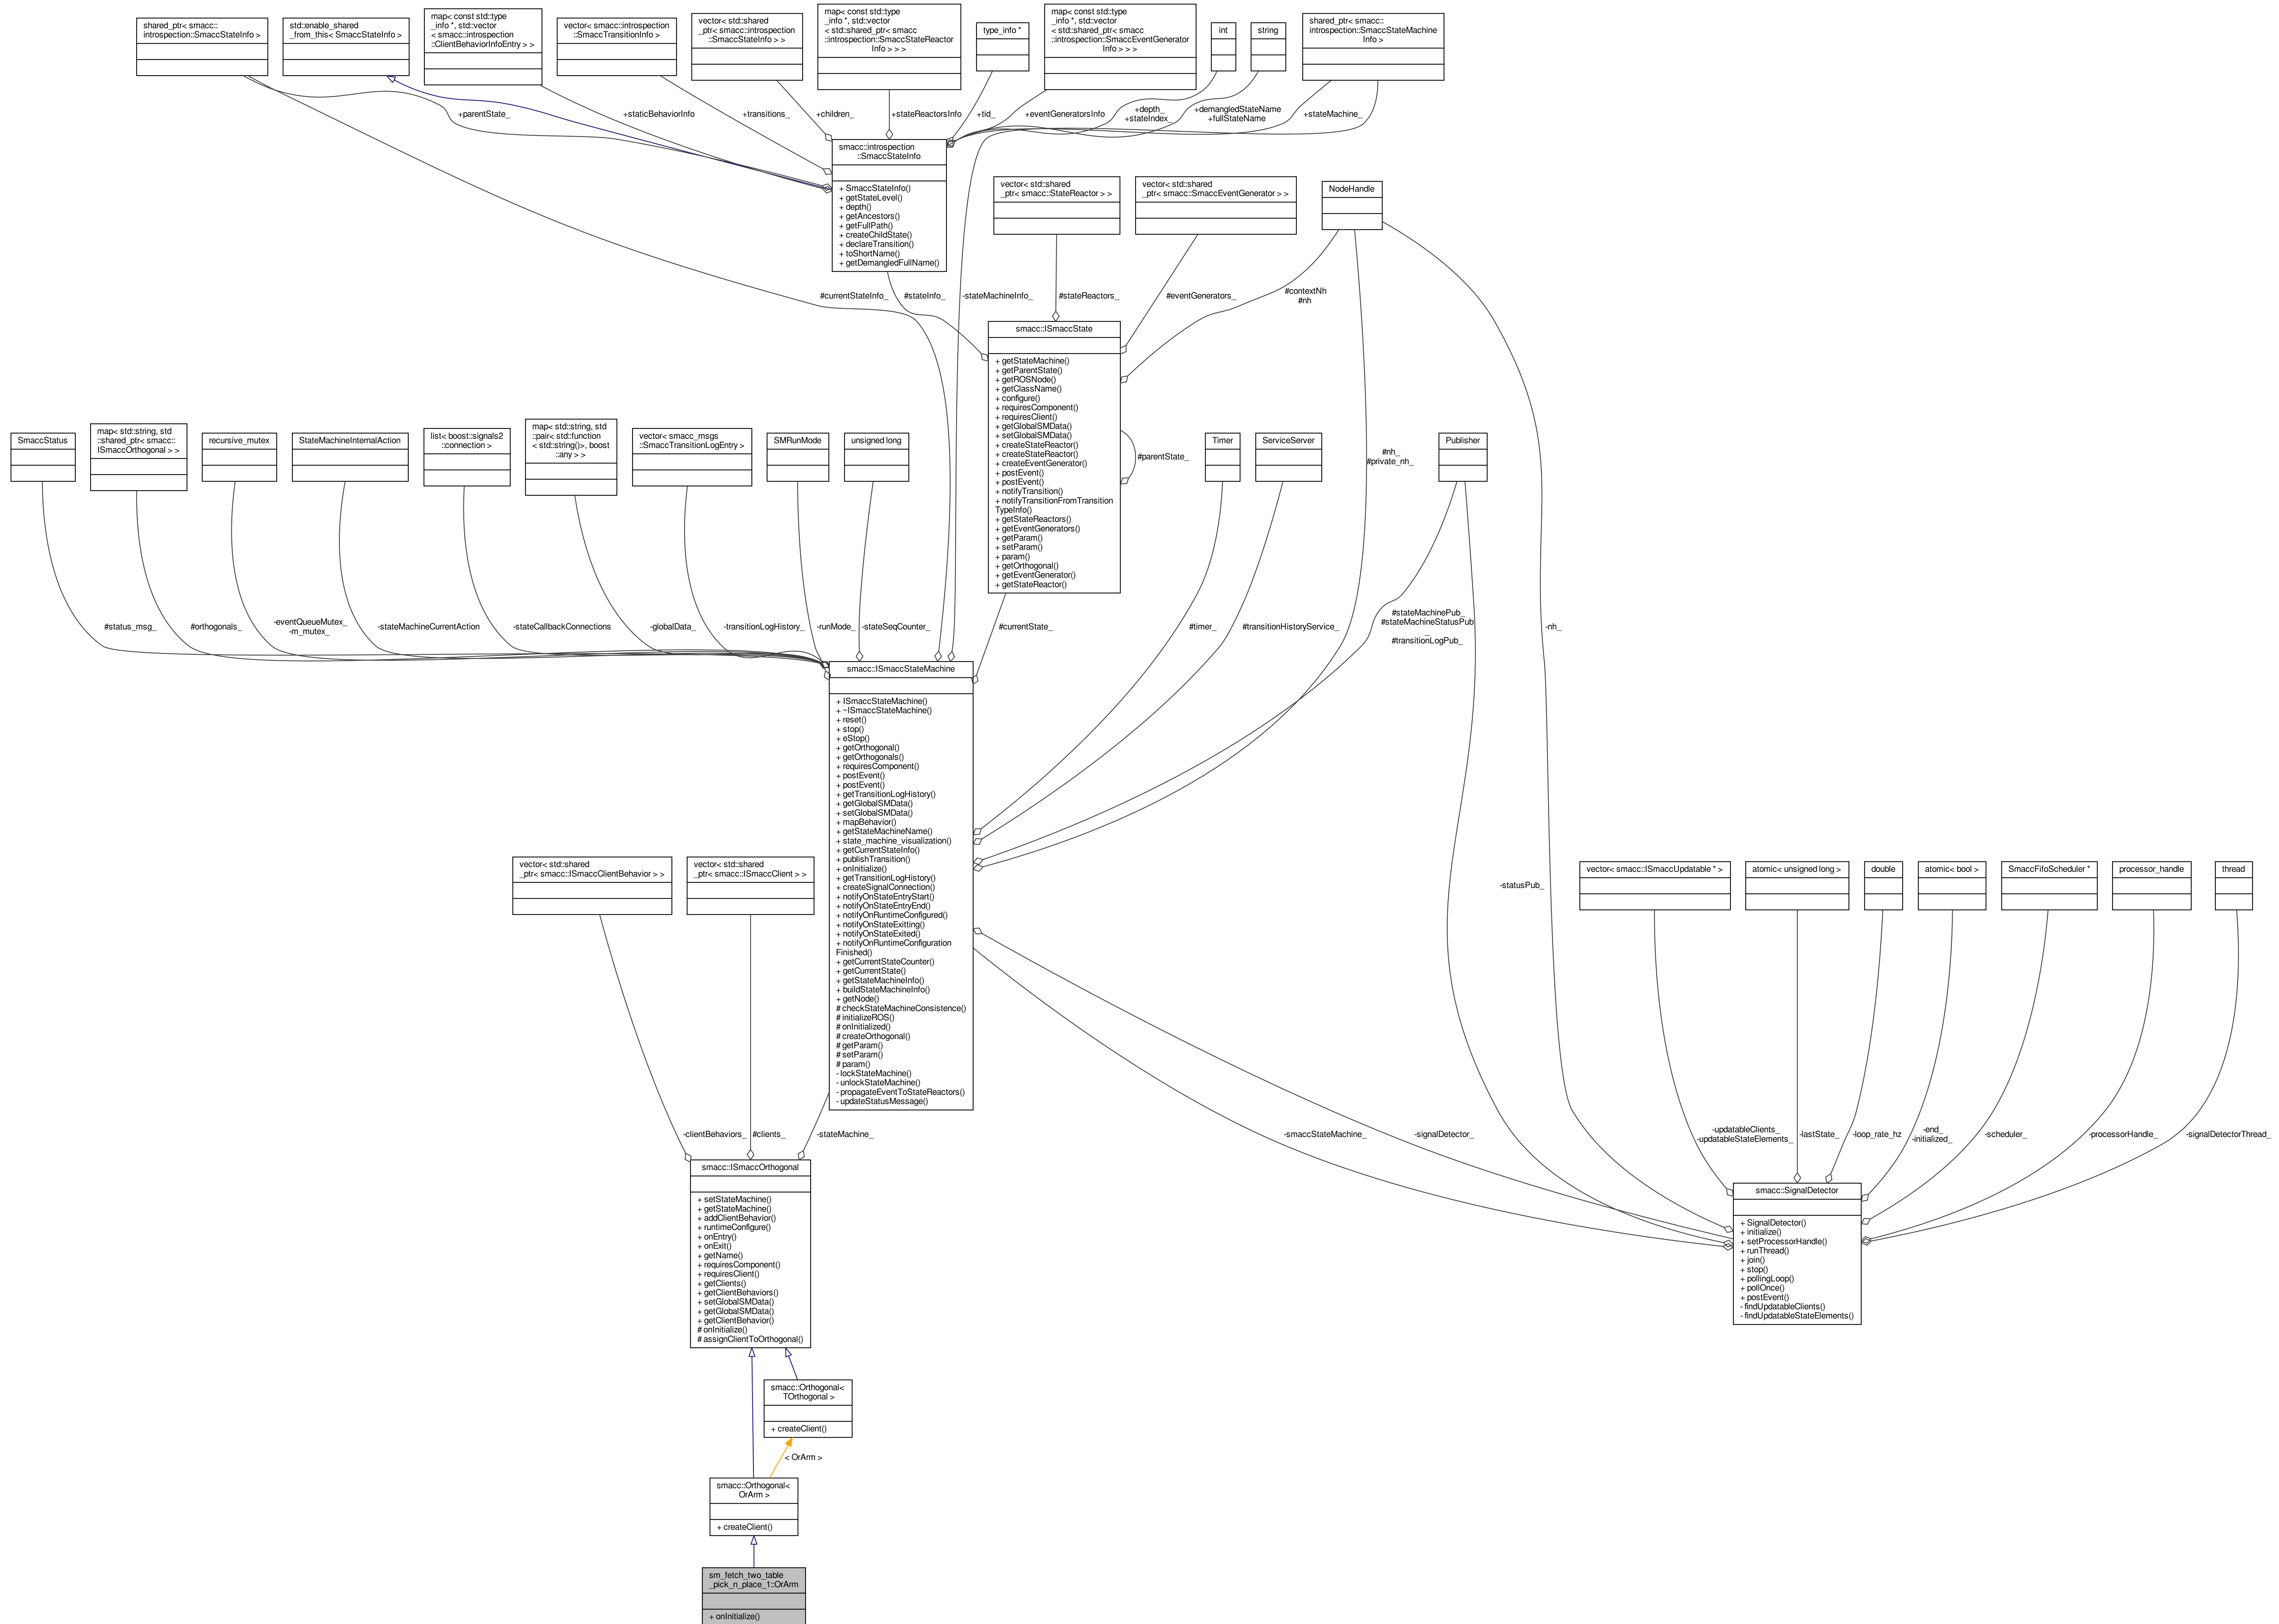 shared_ptr< smacc::
introspection::SmaccStateInfo >
std::enable_shared
_from_this< SmaccStateInfo >
map< const std::type
_info *, std::vector
< smacc::introspection
::ClientBehaviorInfoEntry > >
vector< smacc::introspection
::SmaccTransitionInfo >
vector< std::shared
_ptr< smacc::introspection
::SmaccStateInfo > >
map< const std::type
_info *, std::vector
< std::shared_ptr< smacc
::introspection::SmaccStateReactor
Info > > >
type_info *
map< const std::type
_info *, std::vector
< std::shared_ptr< smacc
::introspection::SmaccEventGenerator
Info > > >
int
string
shared_ptr< smacc::
introspection::SmaccStateMachine
Info >
+parentState_
+staticBehaviorInfo
+transitions_
+children_
+stateReactorsInfo
+tid_
+eventGeneratorsInfo
+depth_
+stateIndex_
+demangledStateName
+fullStateName
+stateMachine_
smacc::introspection
::SmaccStateInfo
+ SmaccStateInfo()
+ getStateLevel()
+ depth()
+ getAncestors()
+ getFullPath()
+ createChildState()
+ declareTransition()
+ toShortName()
+ getDemangledFullName()
vector< std::shared
_ptr< smacc::StateReactor > >
vector< std::shared
_ptr< smacc::SmaccEventGenerator > >
NodeHandle
#currentStateInfo_
#stateInfo_
-stateMachineInfo_
#stateReactors_
#eventGenerators_
#contextNh
#nh
smacc::ISmaccState
+ getStateMachine()
+ getParentState()
+ getROSNode()
+ getClassName()
+ configure()
+ requiresComponent()
+ requiresClient()
+ getGlobalSMData()
+ setGlobalSMData()
+ createStateReactor()
+ createStateReactor()
+ createEventGenerator()
+ postEvent()
+ postEvent()
+ notifyTransition()
+ notifyTransitionFromTransition
TypeInfo()
+ getStateReactors()
+ getEventGenerators()
+ getParam()
+ setParam()
+ param()
+ getOrthogonal()
+ getEventGenerator()
+ getStateReactor()
#parentState_
SmaccStatus
map< std::string, std
::shared_ptr< smacc::
ISmaccOrthogonal > >
recursive_mutex
StateMachineInternalAction
list< boost::signals2
::connection >
map< std::string, std
::pair< std::function
< std::string()>, boost
::any > >
vector< smacc_msgs
::SmaccTransitionLogEntry >
SMRunMode
unsigned long
Timer
ServiceServer
#nh_
#private_nh_
Publisher
#status_msg_
#orthogonals_
-eventQueueMutex_
-m_mutex_
-stateMachineCurrentAction
-stateCallbackConnections
-globalData_
-transitionLogHistory_
-runMode_
-stateSeqCounter_
#currentState_
#timer_
#transitionHistoryService_
#stateMachinePub_
#stateMachineStatusPub
_
#transitionLogPub_
-nh_
smacc::ISmaccStateMachine
+ ISmaccStateMachine()
+ ~ISmaccStateMachine()
+ reset()
+ stop()
+ eStop()
+ getOrthogonal()
+ getOrthogonals()
+ requiresComponent()
+ postEvent()
+ postEvent()
+ getTransitionLogHistory()
+ getGlobalSMData()
+ setGlobalSMData()
+ mapBehavior()
+ getStateMachineName()
+ state_machine_visualization()
+ getCurrentStateInfo()
+ publishTransition()
+ onInitialize()
+ getTransitionLogHistory()
+ createSignalConnection()
+ notifyOnStateEntryStart()
+ notifyOnStateEntryEnd()
+ notifyOnRuntimeConfigured()
+ notifyOnStateExitting()
+ notifyOnStateExited()
+ notifyOnRuntimeConfiguration
Finished()
+ getCurrentStateCounter()
+ getCurrentState()
+ getStateMachineInfo()
+ buildStateMachineInfo()
+ getNode()
# checkStateMachineConsistence()
# initializeROS()
# onInitialized()
# createOrthogonal()
# getParam()
# setParam()
# param()
- lockStateMachine()
- unlockStateMachine()
- propagateEventToStateReactors()
- updateStatusMessage()
vector< std::shared
_ptr< smacc::ISmaccClientBehavior > >
vector< std::shared
_ptr< smacc::ISmaccClient > >
-statusPub_
vector< smacc::ISmaccUpdatable * >
atomic< unsigned long >
double
atomic< bool >
SmaccFifoScheduler *
processor_handle
thread
-clientBehaviors_
#clients_
-stateMachine_
-smaccStateMachine_
-signalDetector_
-updatableClients_
-updatableStateElements_
-lastState_
-loop_rate_hz
-end_
-initialized_
-scheduler_
-processorHandle_
-signalDetectorThread_
smacc::ISmaccOrthogonal
+ setStateMachine()
+ getStateMachine()
+ addClientBehavior()
+ runtimeConfigure()
+ onEntry()
+ onExit()
+ getName()
+ requiresComponent()
+ requiresClient()
+ getClients()
+ getClientBehaviors()
+ setGlobalSMData()
+ getGlobalSMData()
+ getClientBehavior()
# onInitialize()
# assignClientToOrthogonal()
smacc::SignalDetector
+ SignalDetector()
+ initialize()
+ setProcessorHandle()
+ runThread()
+ join()
+ stop()
+ pollingLoop()
+ pollOnce()
+ postEvent()
- findUpdatableClients()
- findUpdatableStateElements()
smacc::Orthogonal<
TOrthogonal >
+ createClient()
< OrArm >
smacc::Orthogonal<
OrArm >
+ createClient()
sm_fetch_two_table
_pick_n_place_1::OrArm
+ onInitialize()